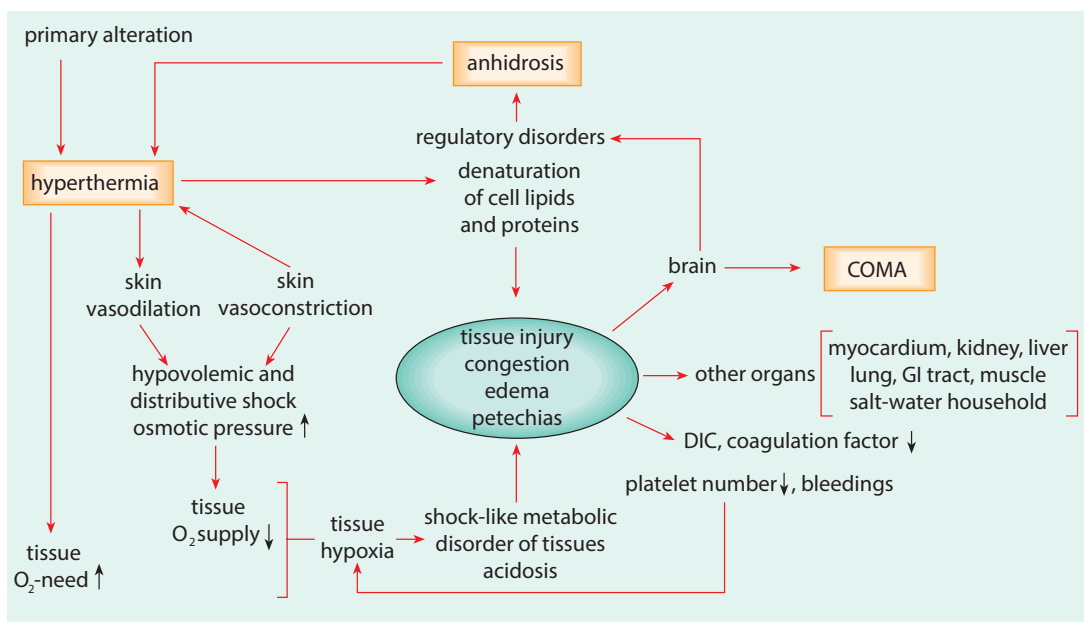 primary alteration
anhidrosis
regulatory disorders
hyperthermia
denaturation
of cell lipids
and proteins
brain
COMA
skin
vasodilation
skin
vasoconstriction
tissue injury
congestion
edema
petechias
other organs
myocardium, kidney, liver
lung, GI tract, muscle
salt-water household
hypovolemic and
distributive shock
osmotic pressure ↑
DIC, coagulation factor ↓
platelet number↓, bleedings
tissue
O₂ supply ↓
tissue
hypoxia
shock-like metabolic
disorder of tissues
acidosis
tissue
O₂-need ↑